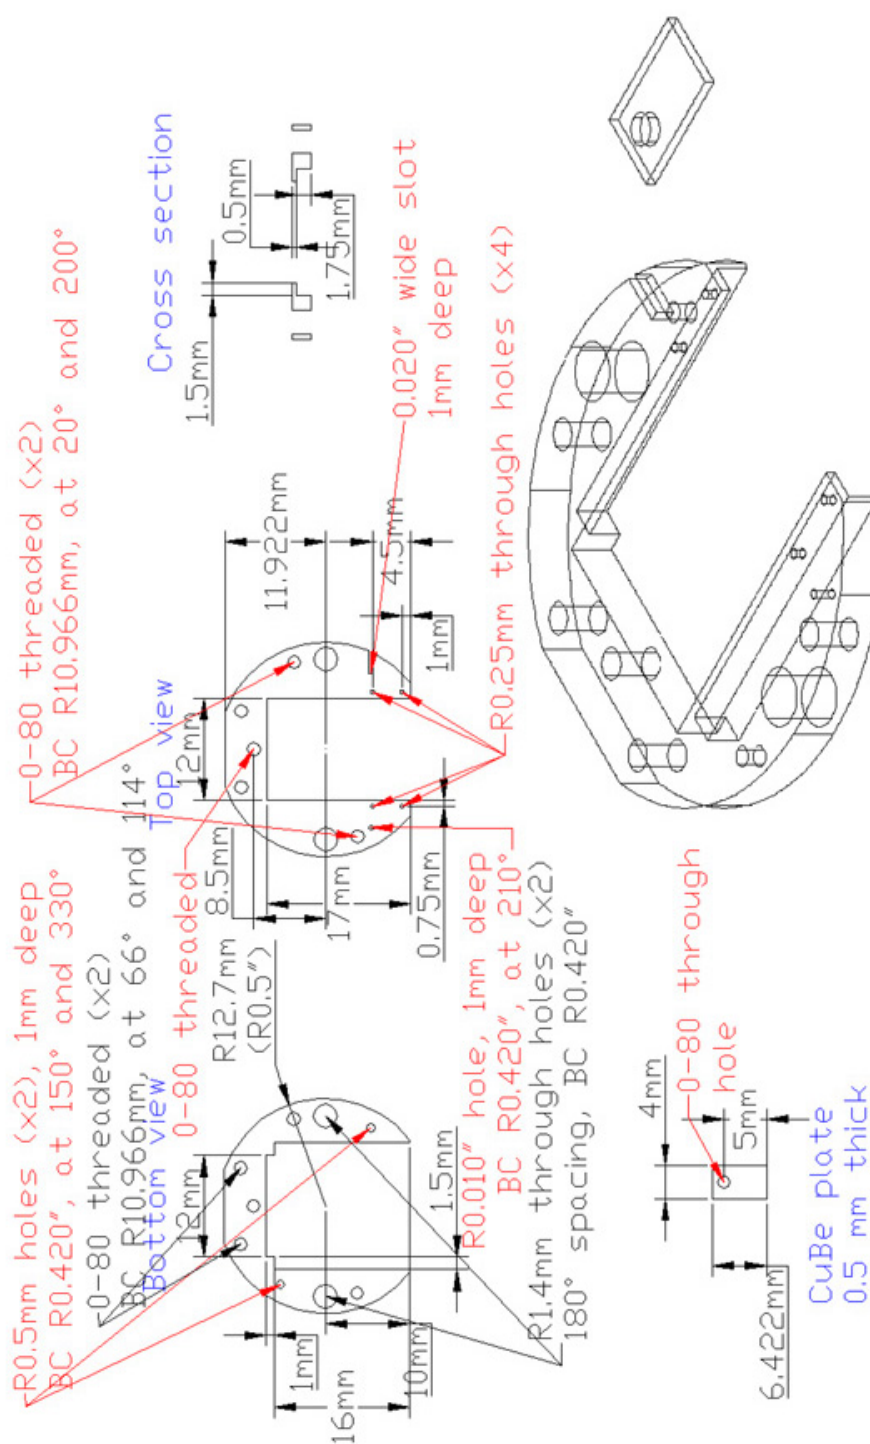 R0.5mm holes (x2), 1mm deep
BC R0.420", at 150° and 330°
0-80 threaded (x2)
BC R10.966mm, at 66° and 114°
Bottom view
R12.7mm
(R0.5")
12mm
1.5mm
1mm
16mm
10mm
R1.4mm through holes (x2)
180° spacing, BC R0.420"
0-80 threaded (x2)
BC R10.966mm, at 20° and 200°
Top view
0-80 threaded
12mm
11.922mm
8.5mm
17mm
0.75mm
4.5mm
1mm
0.020" wide slot
1mm deep
R0.25mm through holes (x4)
R0.010" hole, 1mm deep
BC R0.420", at 210°
Cross section
1.5mm
0.5mm
1.75mm
0-80 through
hole
4mm
5mm
6.422mm
CuBe plate
0.5 mm thick